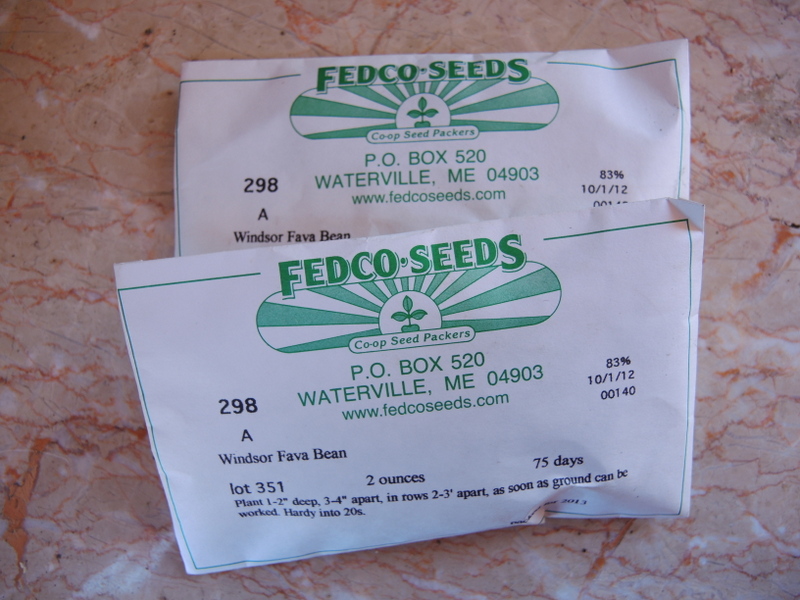 FEDCO·SEEDS
Co-op Seed Packers
P.O. BOX 520
WATERVILLE, ME 04903
www.fedcoseeds.com
83%
10/1/12
298
A
Windsor Fava Bean
FEDCO·SEEDS
Co-op Seed Packers
P.O. BOX 520
WATERVILLE, ME 04903
www.fedcoseeds.com
83%
10/1/12
00140
298
A
Windsor Fava Bean
lot 351 2 ounces 75 days
Plant 1-2" deep, 3-4" apart, in rows 2-3' apart, as soon as ground can be
worked. Hardy into 20s.
2013